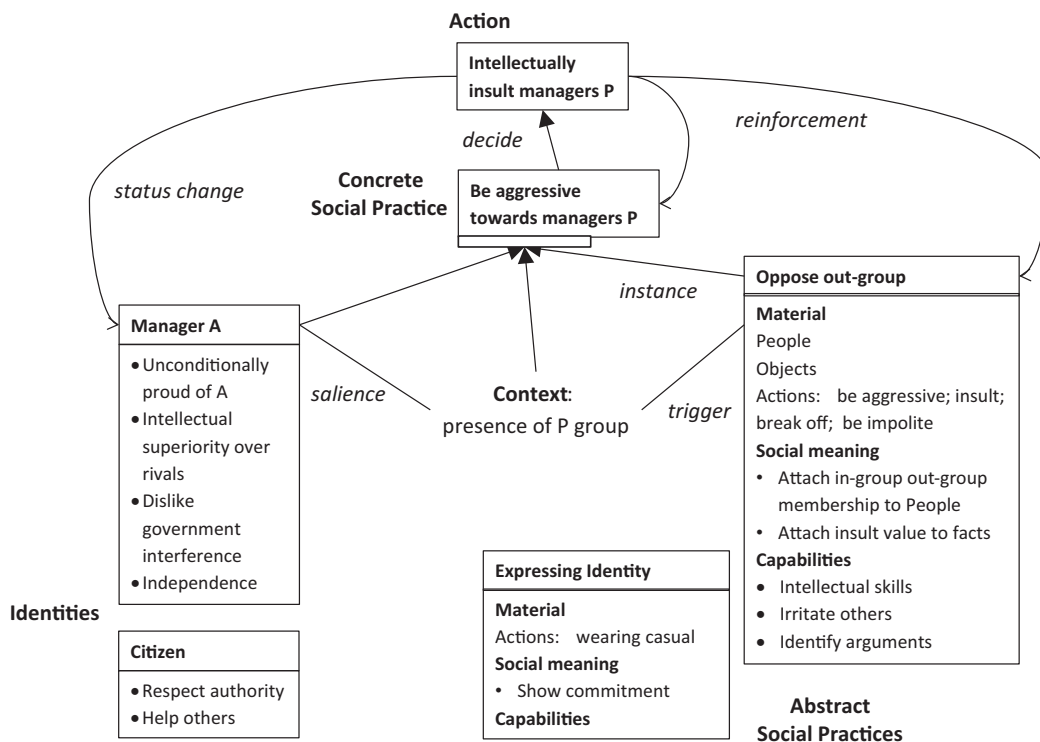 Action
Intellectually
insult managers P
reinforcement
decide
status change
Concrete
Social Practice
Be aggressive
towards managers P
instance
Oppose out-group
Material
People
Objects
Actions: be aggressive; insult;
break off; be impolite
Social meaning
• Attach in-group out-group
membership to People
• Attach insult value to facts
Capabilities
• Intellectual skills
• Irritate others
• Identify arguments
Manager A
• Unconditionally
proud of A
• Intellectual
superiority over
rivals
• Dislike
government
interference
• Independence
salience
Context:
presence of P group
trigger
Expressing Identity
Material
Actions: wearing casual
Social meaning
• Show commitment
Capabilities
Identities
Citizen
• Respect authority
• Help others
Abstract
Social Practices